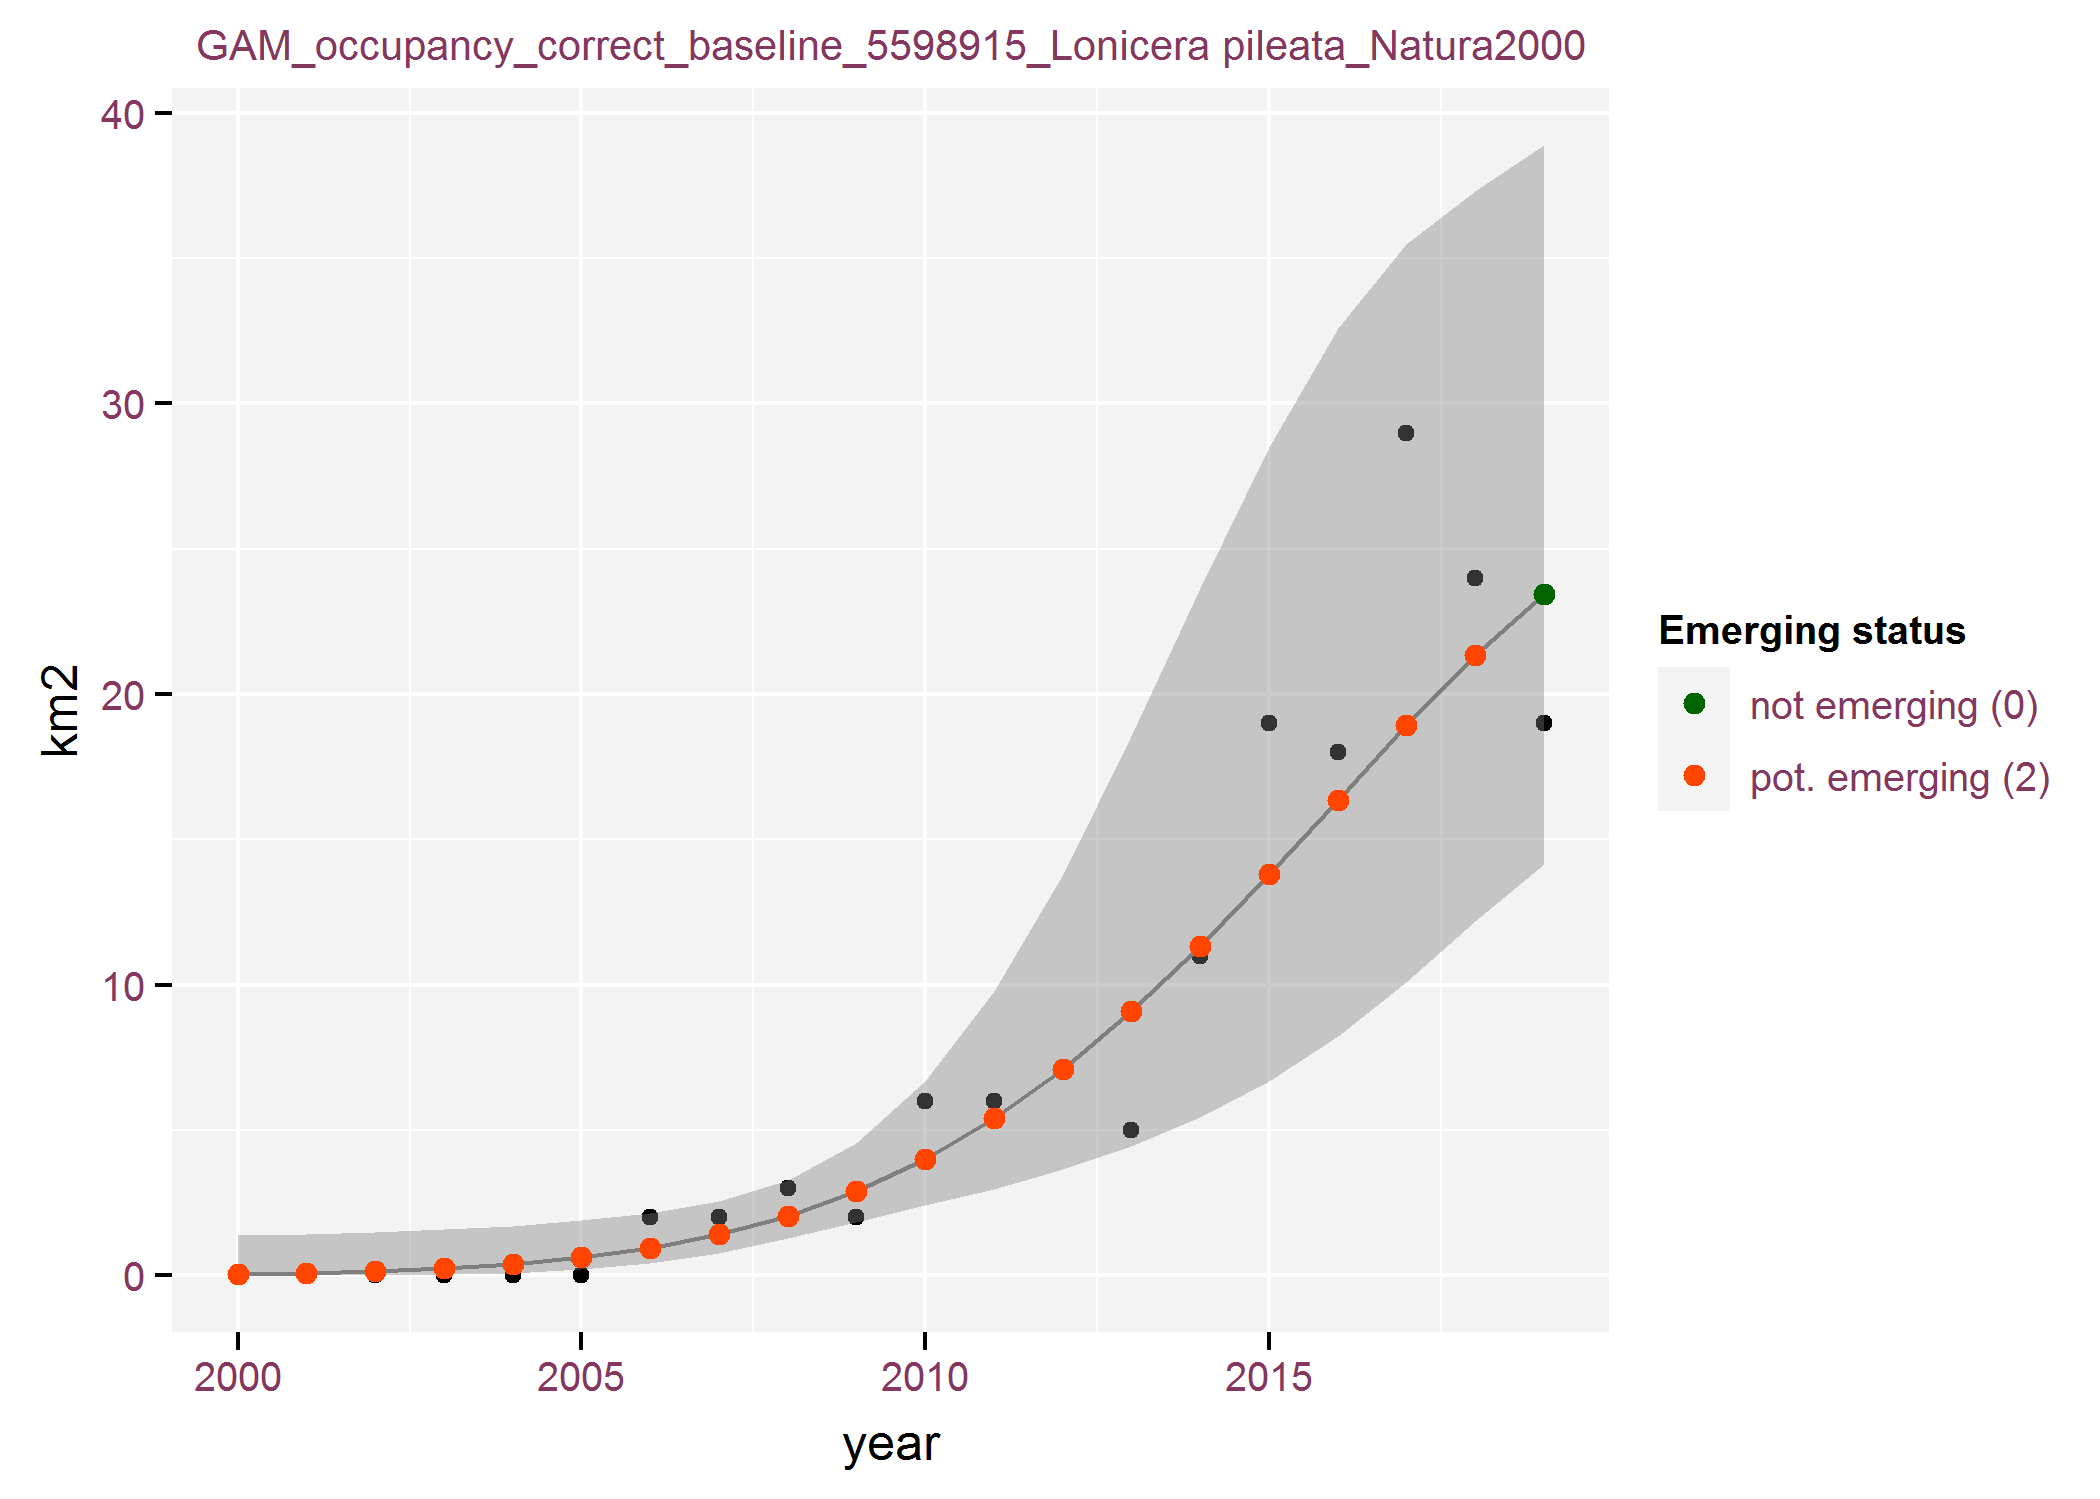 GAM_occupancy_correct_baseline_5598915_Lonicera pileata_Natura2000
40
30
20
10
0
km2
2000 2005 2010 2015
year
Emerging status
not emerging (0)
pot. emerging (2)